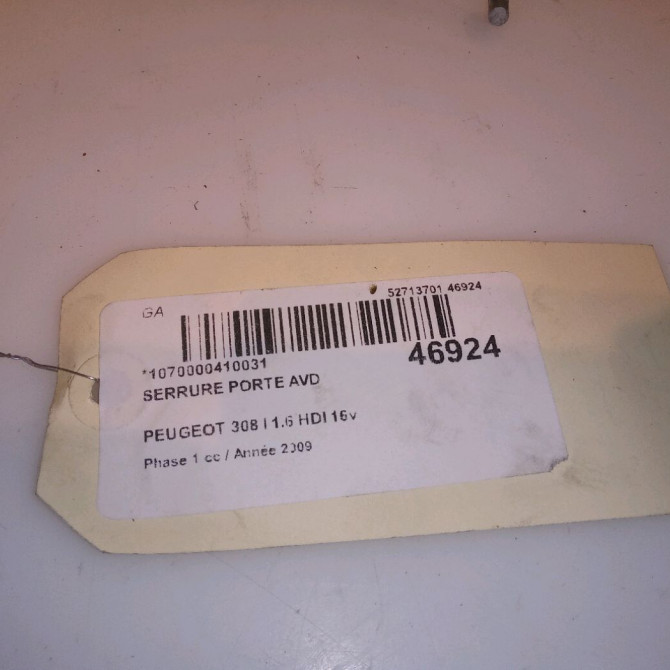 GA
52713701 46924
46924
*1070000410031
SERRURE PORTE AVD
PEUGEOT 308 I 1.6 HDI 16v
Phase 1 cc / Année 2009